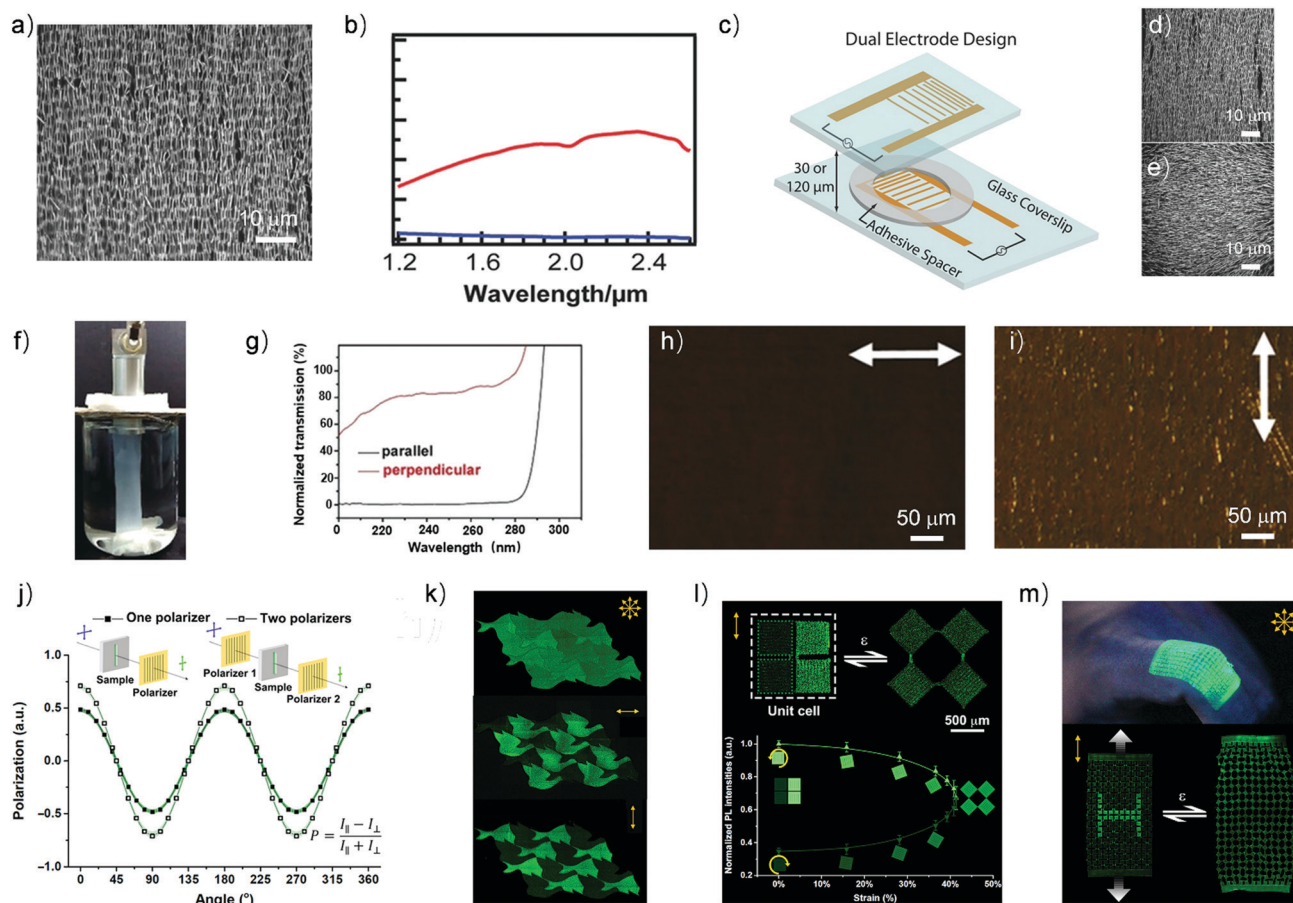 a)
10 µm
b)
1.2
1.6
2.0
2.4
Wavelength/µm
c)
Dual Electrode Design
30 or
120 µm
Glass Coverslip
Adhesive Spacer
d)
10 µm
e)
10 µm
f)
g)
Normalized transmission (%)
100
80
60
40
20
0
parallel
perpendicular
220
240
260
280
300
Wavelength (nm)
h)
50 µm
i)
50 µm
j)
One polarizer
Two polarizers
Sample
Polarizer
Polarizer 1
Sample
Polarizer 2
Polarization (a.u.)
1.0
0.5
0.0
−0.5
−1.0
P = (I∥ − I⊥) / (I∥ + I⊥)
0
45
90
135
180
225
270
315
360
Angle (°)
k)
l)
ε
Unit cell
500 µm
Normalized PL intensities (a.u.)
1.0
0.8
0.6
0.4
0.2
0%
10%
20%
30%
40%
50%
Strain (%)
m)
H
ε